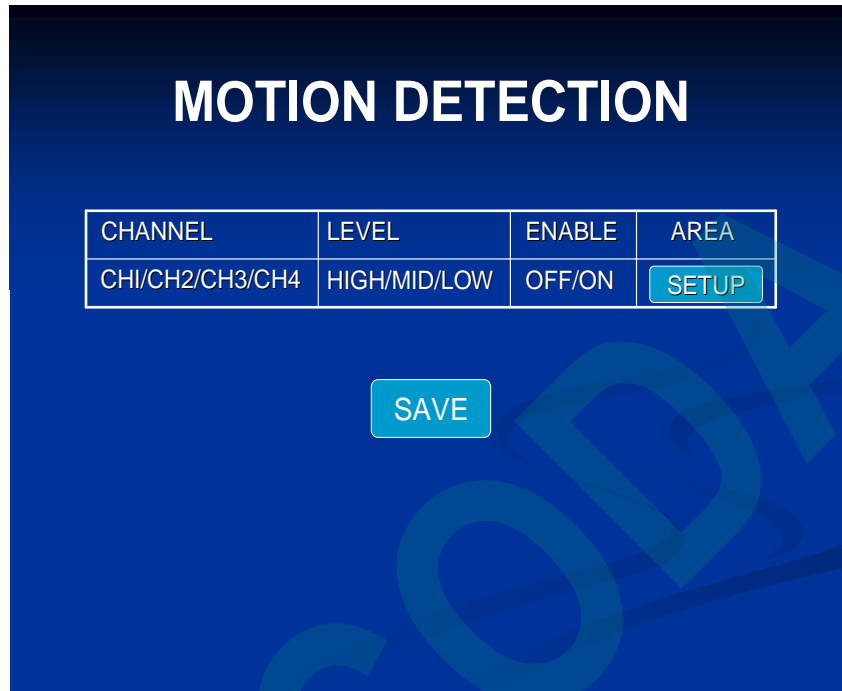 MOTION DETECTION
CHANNEL LEVEL ENABLE AREA
CHI/CH2/CH3/CH4 HIGH/MID/LOW OFF/ON SETUP
SAVE